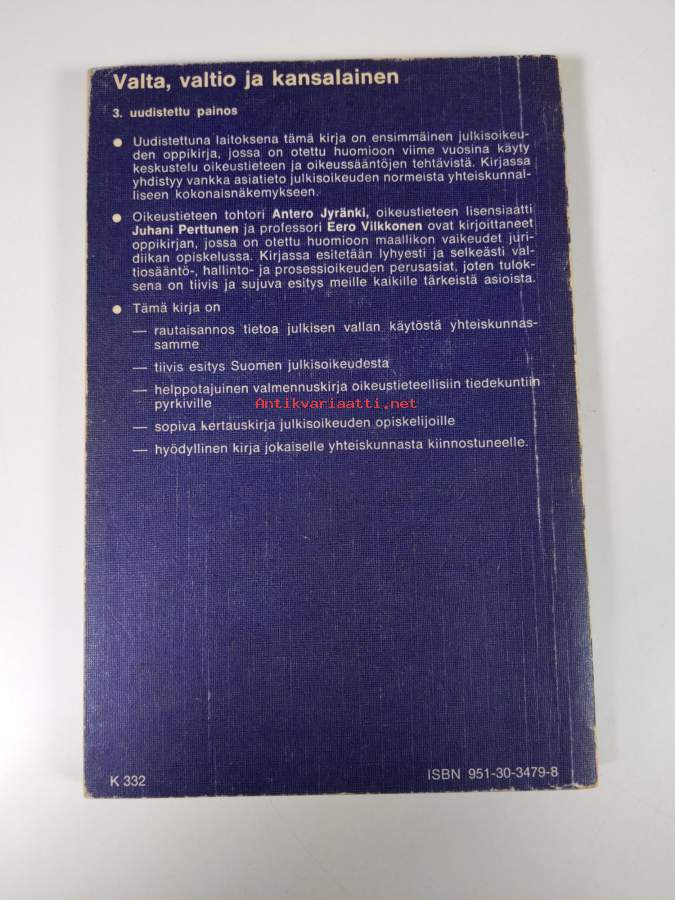 Valta, valtio ja kansalainen
3. uudistettu painos
● Uudistettuna laitoksena tämä kirja on ensimmäinen julkisoikeu-
den oppikirja, jossa on otettu huomioon viime vuosina käyty
keskustelu oikeustieteen ja oikeussääntöjen tehtävistä. Kirjassa
yhdistyy vankka asiatieto julkisoikeuden normeista yhteiskunnal-
liseen kokonaisnäkemykseen.
● Oikeustieteen tohtori Antero Jyränki, oikeustieteen lisensiaatti
Juhani Perttunen ja professori Eero Vilkkonen ovat kirjoittaneet
oppikirjan, jossa on otettu huomioon maallikon vaikeudet juri-
diikan opiskelussa. Kirjassa esitetään lyhyesti ja selkeästi val-
tiosääntö-, hallinto- ja prosessioikeuden perusasiat, joten tulok-
sena on tiivis ja sujuva esitys meille kaikille tärkeistä asioista.
● Tämä kirja on
— rautaisannos tietoa julkisen vallan käytöstä yhteiskunnas-
samme
— tiivis esitys Suomen julkisoikeudesta
— helppotajuinen valmennuskirja oikeustieteellisiin tiedekuntiin
pyrkiville
Antikvariaatti.net
— sopiva kertauskirja julkisoikeuden opiskelijoille
— hyödyllinen kirja jokaiselle yhteiskunnasta kiinnostuneelle.
K 332
ISBN 951-30-3479-8